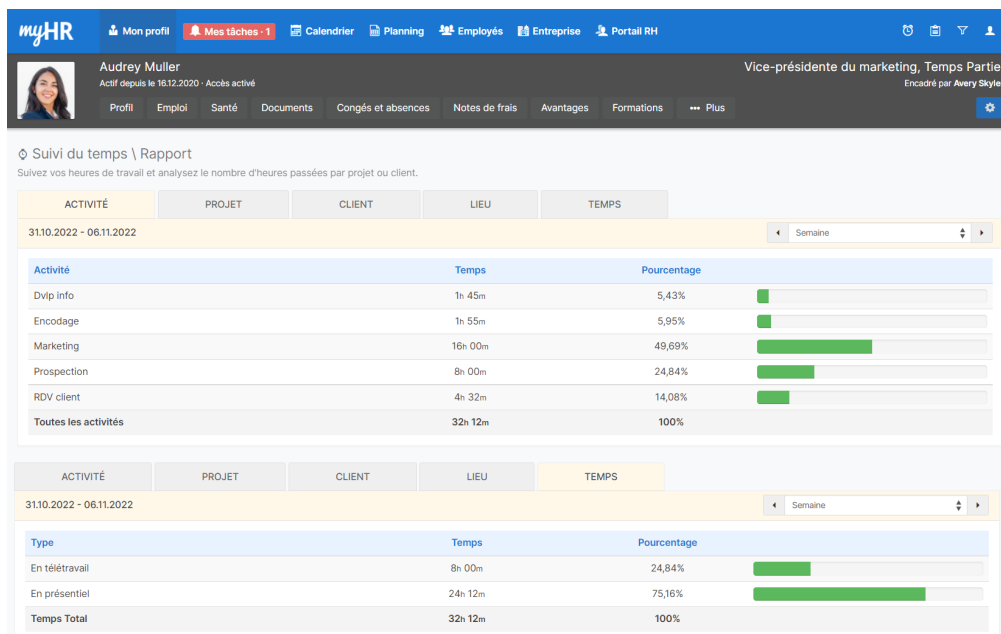 myHR Mon profil Mes tâches · 1 Calendrier Planning Employés Entreprise Portail RH
Audrey Muller Vice-présidente du marketing, Temps Partie
Actif depuis le 16.12.2020 · Accès activé Encadré par Avery Skyle
Profil Emploi Santé Documents Congés et absences Notes de frais Avantages Formations ••• Plus
Suivi du temps \ Rapport
Suivez vos heures de travail et analysez le nombre d'heures passées par projet ou client.
ACTIVITÉ PROJET CLIENT LIEU TEMPS
31.10.2022 - 06.11.2022 Semaine
Activité Temps Pourcentage
Dvlp info 1h 45m 5,43%
Encodage 1h 55m 5,95%
Marketing 16h 00m 49,69%
Prospection 8h 00m 24,84%
RDV client 4h 32m 14,08%
Toutes les activités 32h 12m 100%
ACTIVITÉ PROJET CLIENT LIEU TEMPS
31.10.2022 - 06.11.2022 Semaine
Type Temps Pourcentage
En télétravail 8h 00m 24,84%
En présentiel 24h 12m 75,16%
Temps Total 32h 12m 100%